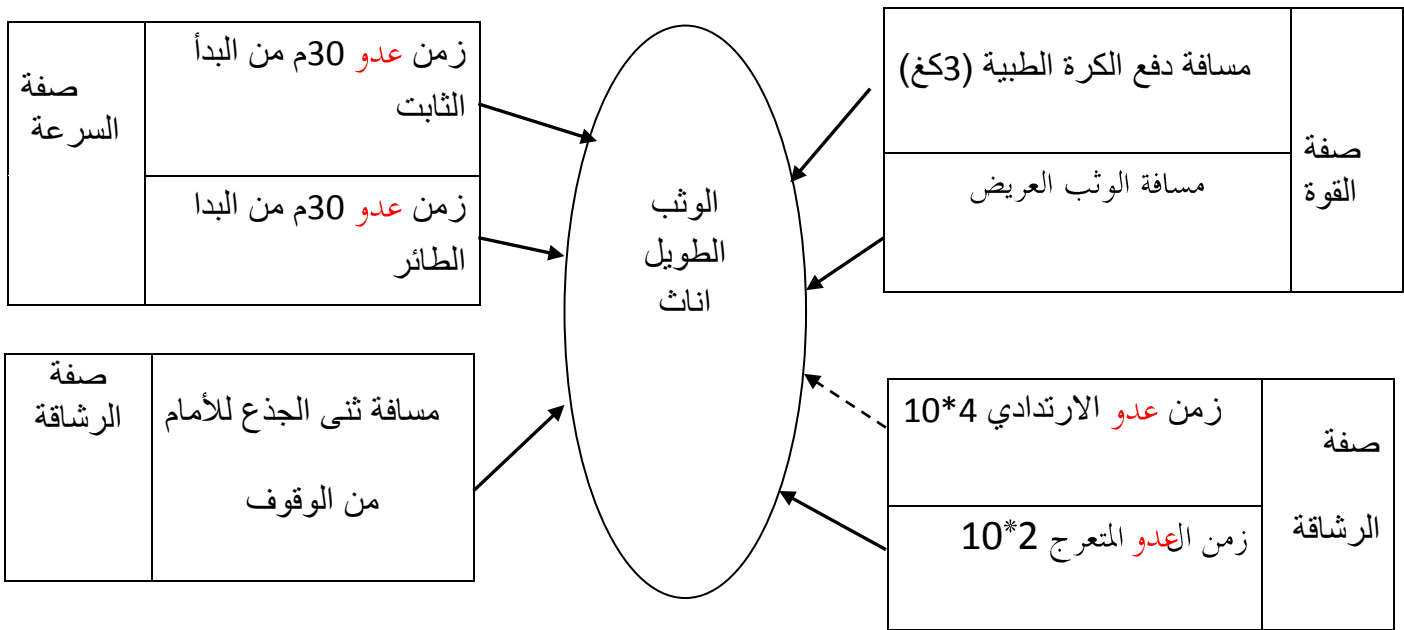 مسافة دفع الكرة الطبية (3كغ)
صفة
القوة
مسافة الوثب العريض
زمن عدو 30م من البدأ
الثابت
صفة
السرعة
زمن عدو 30م من البدا
الطائر
الوثب
الطويل
اناث
زمن عدو الارتدادي 4*10
صفة
الرشاقة
زمن العدو المتعرج 2*10
مسافة ثنى الجذع للأمام
من الوقوف
صفة
الرشاقة